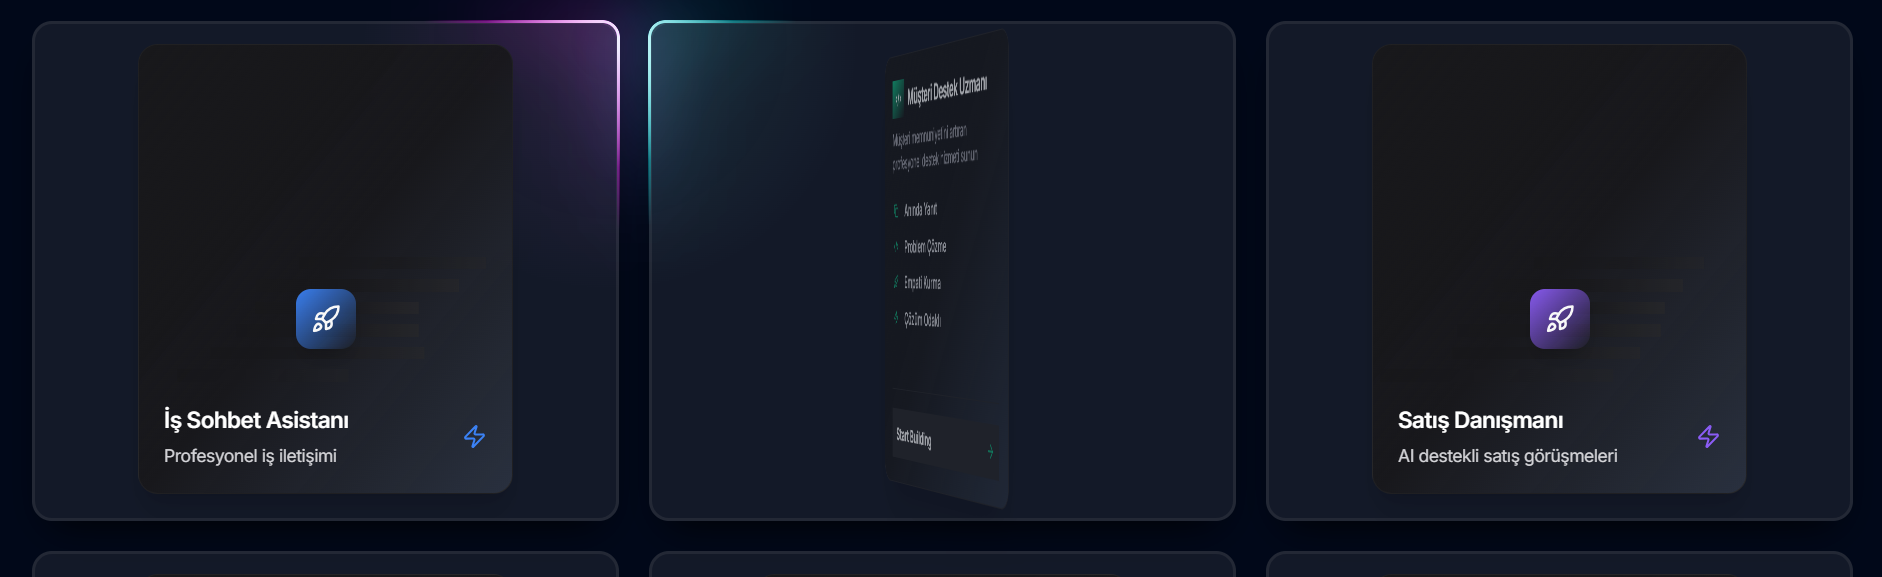 İş Sohbet Asistanı
Profesyonel iş iletişimi
Müşteri Destek Uzmanı
Müşteri memnuniyetini artıran
profesyonel destek hizmeti sunun
Anında Yanıt
Problem Çözme
Empati Kurma
Çözüm Odaklı
Start Building
Satış Danışmanı
AI destekli satış görüşmeleri